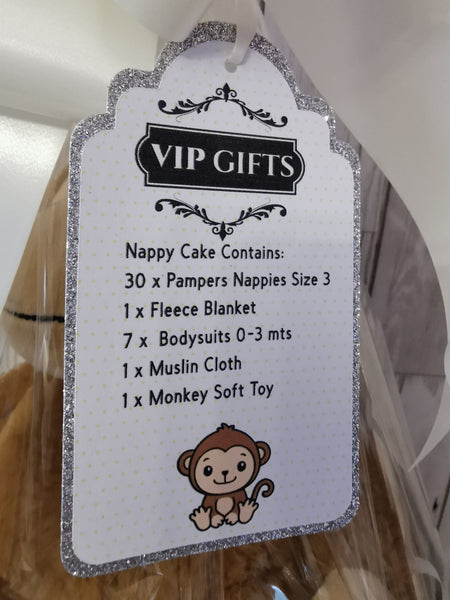 VIP GIFTS
Nappy Cake Contains:
30 x Pampers Nappies Size 3
1 x Fleece Blanket
7 x Bodysuits 0-3 mts
1 x Muslin Cloth
1 x Monkey Soft Toy